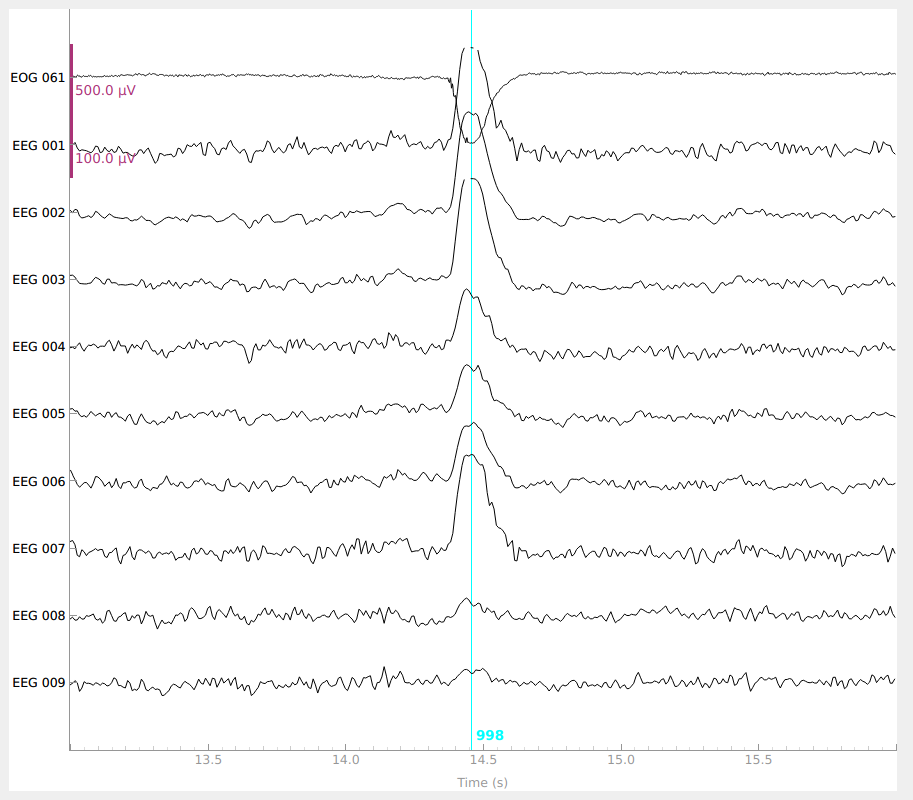 EOG 061
500.0 µV
EEG 001
100.0 µV
EEG 002
EEG 003
EEG 004
EEG 005
EEG 006
EEG 007
EEG 008
EEG 009
998
13.5 14.0 14.5 15.0 15.5
Time (s)